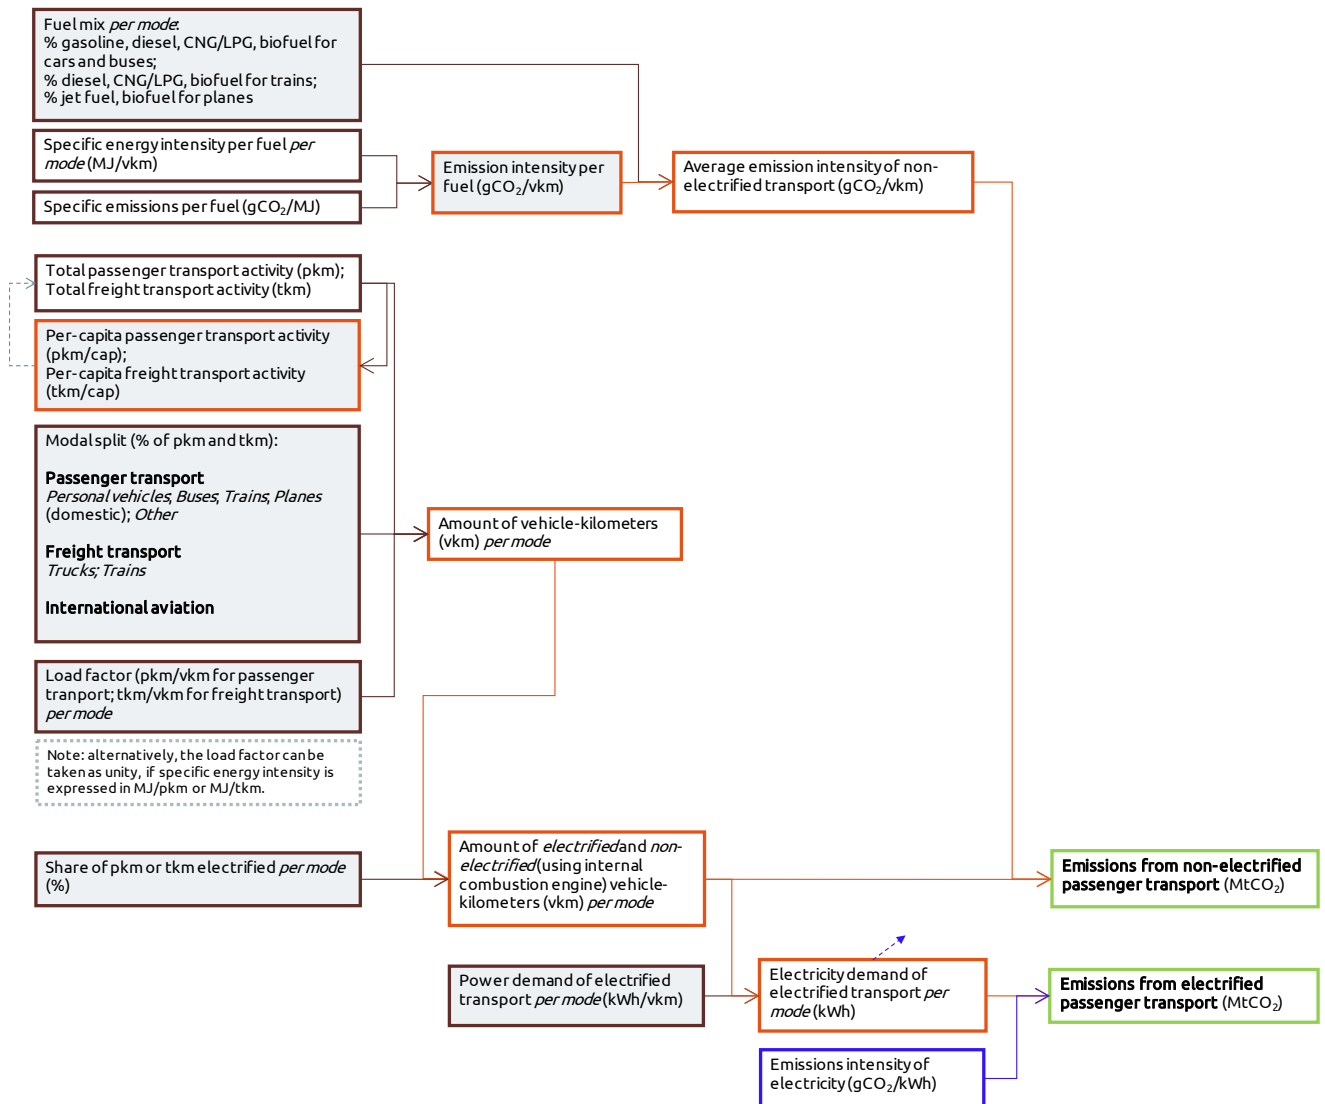 Fuel mix per mode:
% gasoline, diesel, CNG/LPG, biofuel for
cars and buses;
% diesel, CNG/LPG, biofuel for trains;
% jet fuel, biofuel for planes
Specific energy intensity per fuel per
mode (MJ/vkm)
Specific emissions per fuel (gCO₂/MJ)
Emission intensity per
fuel (gCO₂/vkm)
Average emission intensity of non-
electrified transport (gCO₂/vkm)
Total passenger transport activity (pkm);
Total freight transport activity (tkm)
Per-capita passenger transport activity
(pkm/cap);
Per-capita freight transport activity
(tkm/cap)
Modal split (% of pkm and tkm):
Passenger transport
Personal vehicles; Buses; Trains; Planes
(domestic); Other
Freight transport
Trucks; Trains
International aviation
Amount of vehicle-kilometers
(vkm) per mode
Load factor (pkm/vkm for passenger
tranport; tkm/vkm for freight transport)
per mode
Note: alternatively, the load factor can be
taken as unity, if specific energy intensity is
expressed in MJ/pkm or MJ/tkm.
Share of pkm or tkm electrified per mode
(%)
Amount of electrified and non-
electrified (using internal
combustion engine) vehicle-
kilometers (vkm) per mode
Emissions from non-electrified
passenger transport (MtCO₂)
Power demand of electrified
transport per mode (kWh/vkm)
Electricity demand of
electrified transport per
mode (kWh)
Emissions from electrified
passenger transport (MtCO₂)
Emissions intensity of
electricity (gCO₂/kWh)